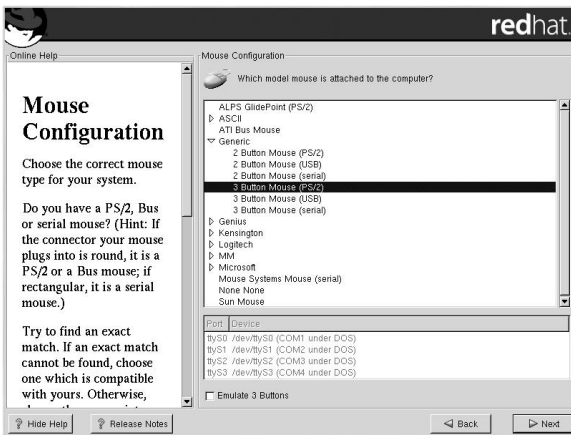 redhat.
Online Help
Mouse
Configuration
Choose the correct mouse
type for your system.
Do you have a PS/2, Bus
or serial mouse? (Hint: If
the connector your mouse
plugs into is round, it is a
PS/2 or a Bus mouse; if
rectangular, it is a serial
mouse.)
Try to find an exact
match. If an exact match
cannot be found, choose
one which is compatible
with yours. Otherwise,
Mouse Configuration
Which model mouse is attached to the computer?
ALPS GlidePoint (PS/2)
ASCII
ATI Bus Mouse
Generic
2 Button Mouse (PS/2)
2 Button Mouse (USB)
2 Button Mouse (serial)
3 Button Mouse (PS/2)
3 Button Mouse (USB)
3 Button Mouse (serial)
Genius
Kensington
Logitech
MM
Microsoft
Mouse Systems Mouse (serial)
None None
Sun Mouse
Port Device
ttyS0 /dev/ttyS0 (COM1 under DOS)
ttyS1 /dev/ttyS1 (COM2 under DOS)
ttyS2 /dev/ttyS2 (COM3 under DOS)
ttyS3 /dev/ttyS3 (COM4 under DOS)
Emulate 3 Buttons
Hide Help Release Notes Back Next